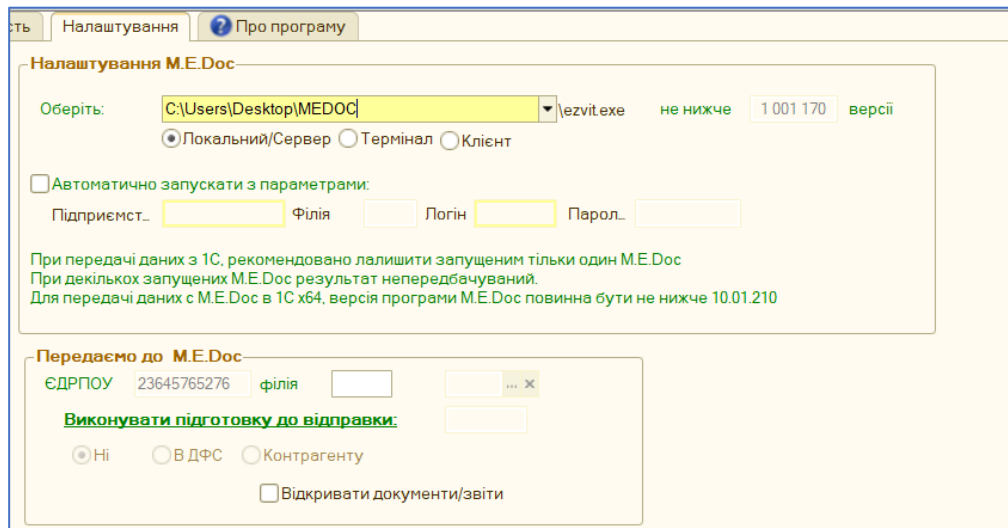 сть Налаштування Про програму
Налаштування M.E.Doc
Оберіть: C:\Users\Desktop\MEDOC \ezvit.exe не нижче 1 001 170 версії
Локальний/Сервер Термінал Клієнт
Автоматично запускати з параметрами:
Підприємст... Філія Логін Парол...
При передачі даних з 1С, рекомендовано лалишити запущеним тільки один M.E.Doc
При декількох запущених M.E.Doc результат непередбачуваний.
Для передачі даних с M.E.Doc в 1С x64, версія програми M.E.Doc повинна бути не нижче 10.01.210
Передаємо до M.E.Doc
ЄДРПОУ 23645765276 філія ... ×
Виконувати підготовку до відправки:
Ні В ДФС Контрагенту
Відкривати документи/звіти